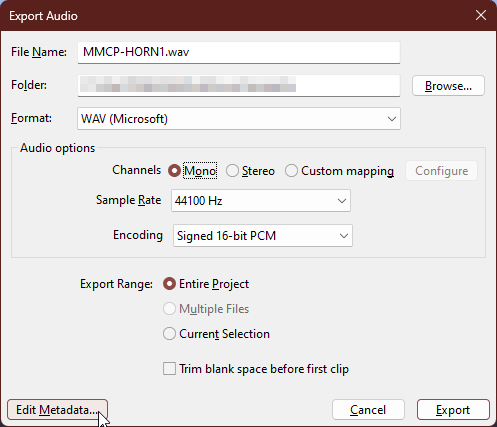 Export Audio
File Name: MMCP-HORN1.wav
Folder: Browse...
Format: WAV (Microsoft)
Audio options
Channels Mono Stereo Custom mapping Configure
Sample Rate 44100 Hz
Encoding Signed 16-bit PCM
Export Range: Entire Project
Multiple Files
Current Selection
Trim blank space before first clip
Edit Metadata... Cancel Export